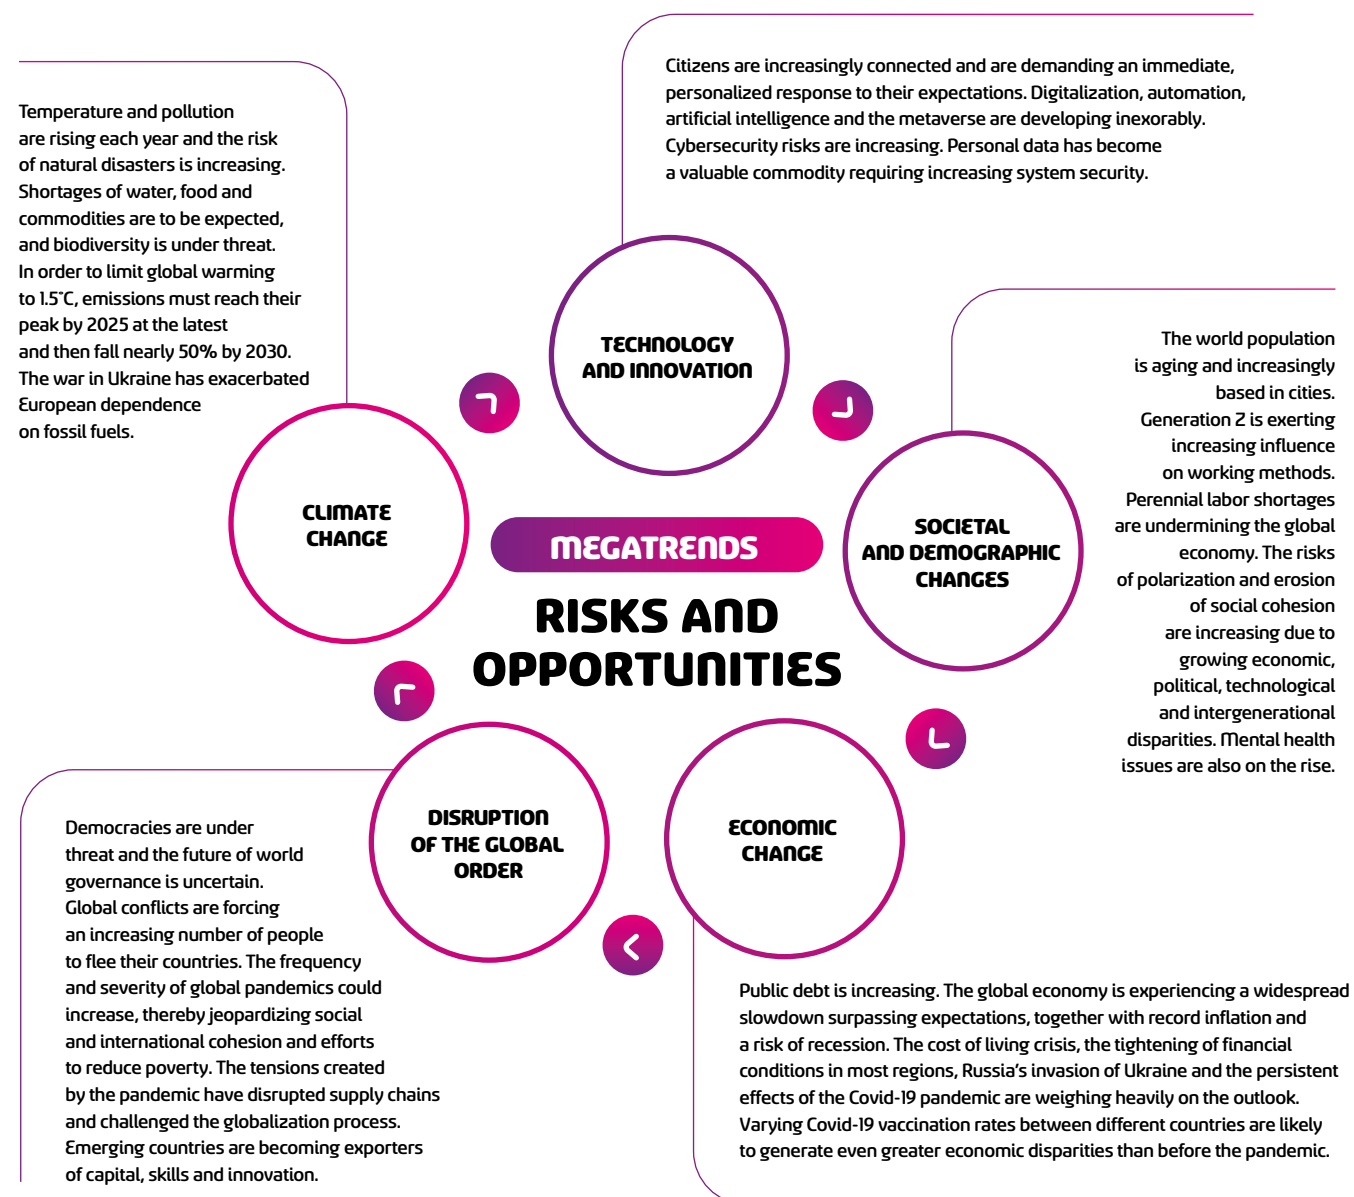 Citizens are increasingly connected and are demanding an immediate,
personalized response to their expectations. Digitalization, automation,
artificial intelligence and the metaverse are developing inexorably.
Cybersecurity risks are increasing. Personal data has become
a valuable commodity requiring increasing system security.
Temperature and pollution
are rising each year and the risk
of natural disasters is increasing.
Shortages of water, food and
commodities are to be expected,
and biodiversity is under threat.
In order to limit global warming
to 1.5°C, emissions must reach their
peak by 2025 at the latest
and then fall nearly 50% by 2030.
The war in Ukraine has exacerbated
European dependence
on fossil fuels.
TECHNOLOGY
AND INNOVATION
The world population
is aging and increasingly
based in cities.
Generation Z is exerting
increasing influence
on working methods.
Perennial labor shortages
are undermining the global
economy. The risks
of polarization and erosion
of social cohesion
are increasing due to
growing economic,
political, technological
and intergenerational
disparities. Mental health
issues are also on the rise.
CLIMATE
CHANGE
SOCIETAL
AND DEMOGRAPHIC
CHANGES
MEGATRENDS
RISKS AND
OPPORTUNITIES
DISRUPTION
OF THE GLOBAL
ORDER
ECONOMIC
CHANGE
Democracies are under
threat and the future of world
governance is uncertain.
Global conflicts are forcing
an increasing number of people
to flee their countries. The frequency
and severity of global pandemics could
increase, thereby jeopardizing social
and international cohesion and efforts
to reduce poverty. The tensions created
by the pandemic have disrupted supply chains
and challenged the globalization process.
Emerging countries are becoming exporters
of capital, skills and innovation.
Public debt is increasing. The global economy is experiencing a widespread
slowdown surpassing expectations, together with record inflation and
a risk of recession. The cost of living crisis, the tightening of financial
conditions in most regions, Russia's invasion of Ukraine and the persistent
effects of the Covid-19 pandemic are weighing heavily on the outlook.
Varying Covid-19 vaccination rates between different countries are likely
to generate even greater economic disparities than before the pandemic.